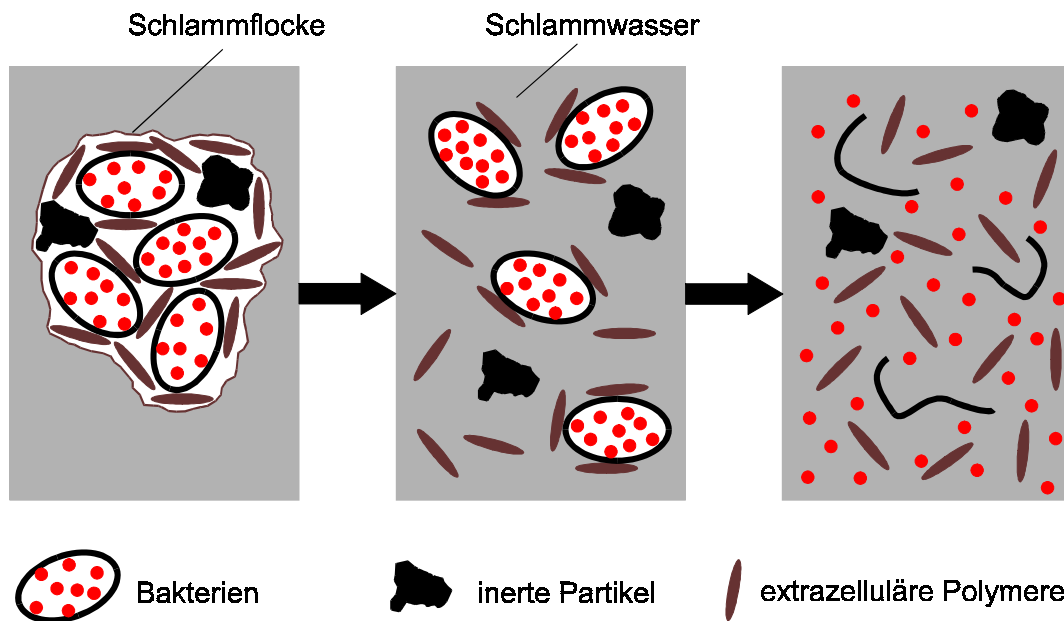 Schlammflocke
Schlammwasser
Bakterien
inerte Partikel
extrazelluläre Polymere